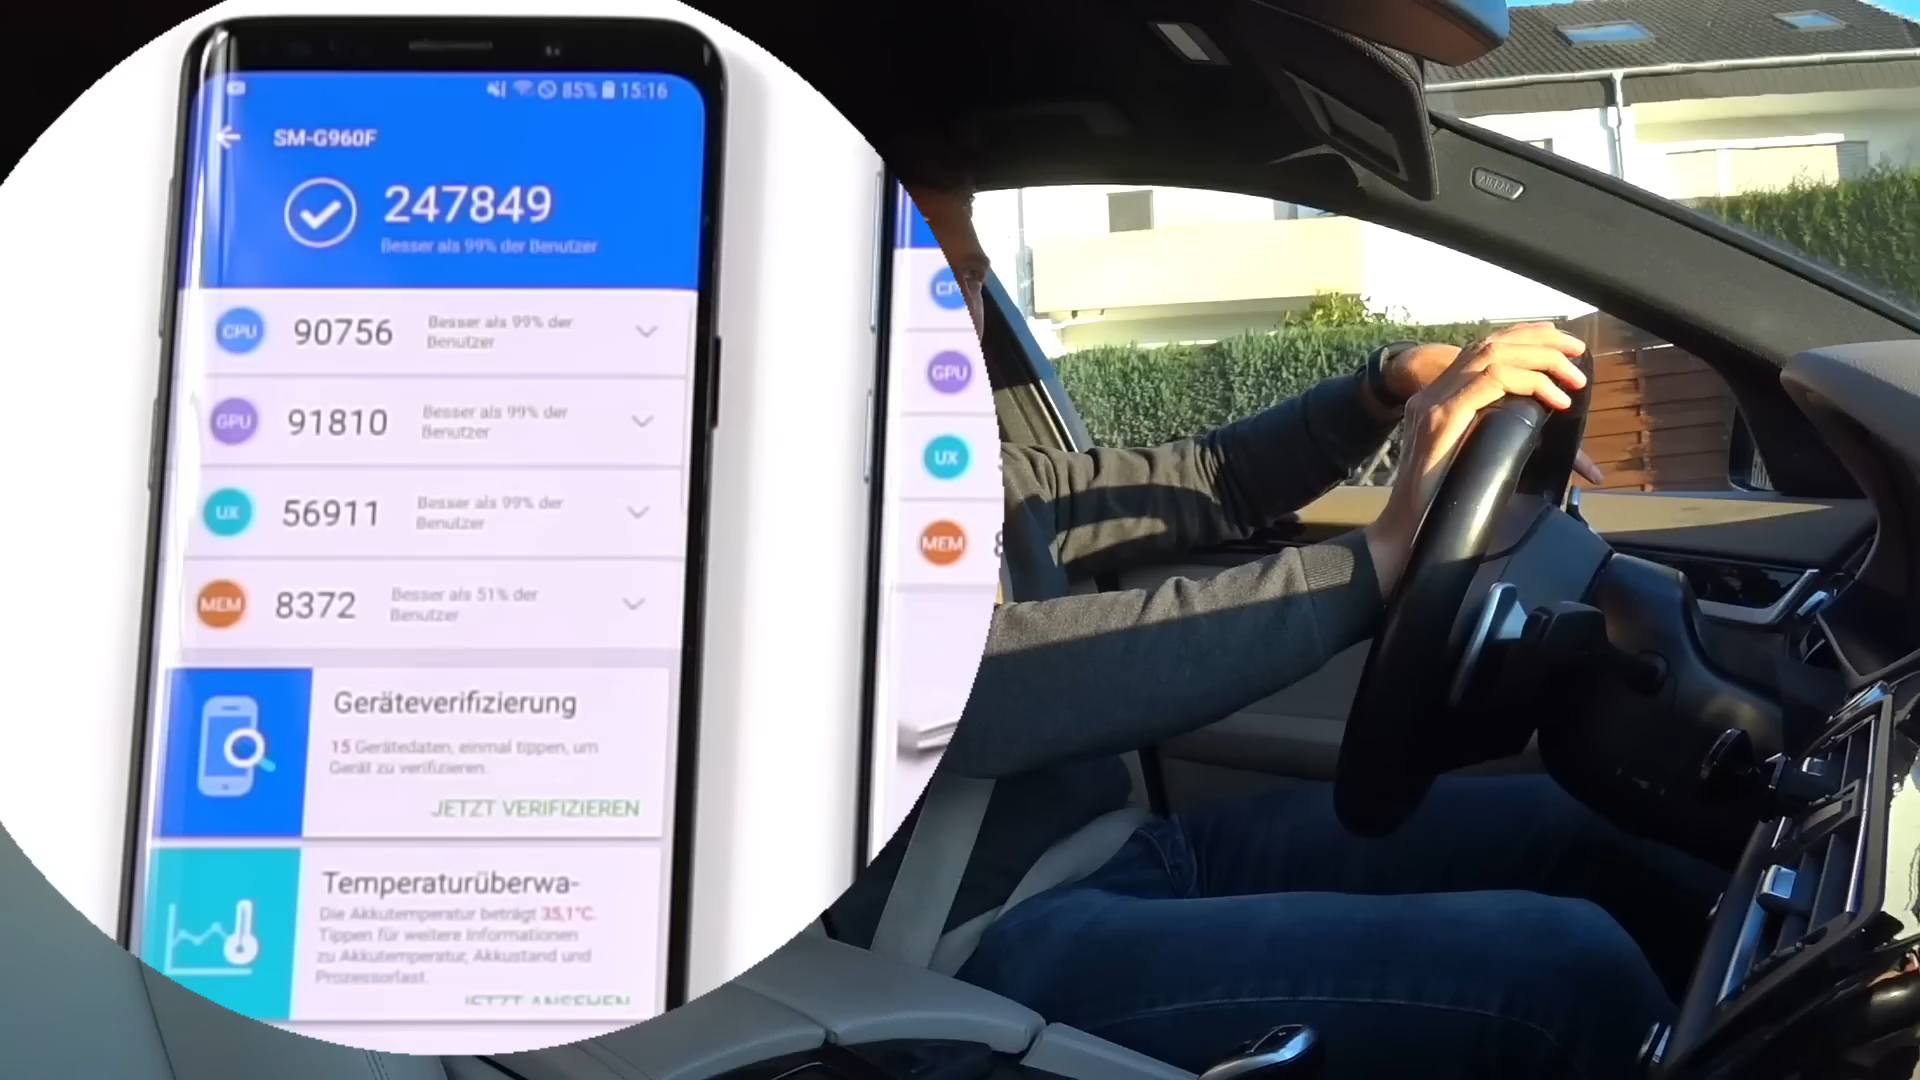 85% 15:16
SM-G960F
247849
Besser als 99% der Benutzer
CPU 90756 Besser als 99% der
Benutzer
GPU 91810 Besser als 99% der
Benutzer
UX 56911 Besser als 99% der
Benutzer
MEM 8372 Besser als 51% der
Benutzer
Geräteverifizierung
15 Gerätedaten, einmal tippen, um
Gerät zu verifizieren.
JETZT VERIFIZIEREN
Temperaturüberwa-
Die Akkutemperatur beträgt 35,1°C.
Tippen für weitere Informationen
zu Akkutemperatur, Akkustand und
Prozessorlast.
JETZT ANSEHEN
GPU
UX
MEM
AIRBAG